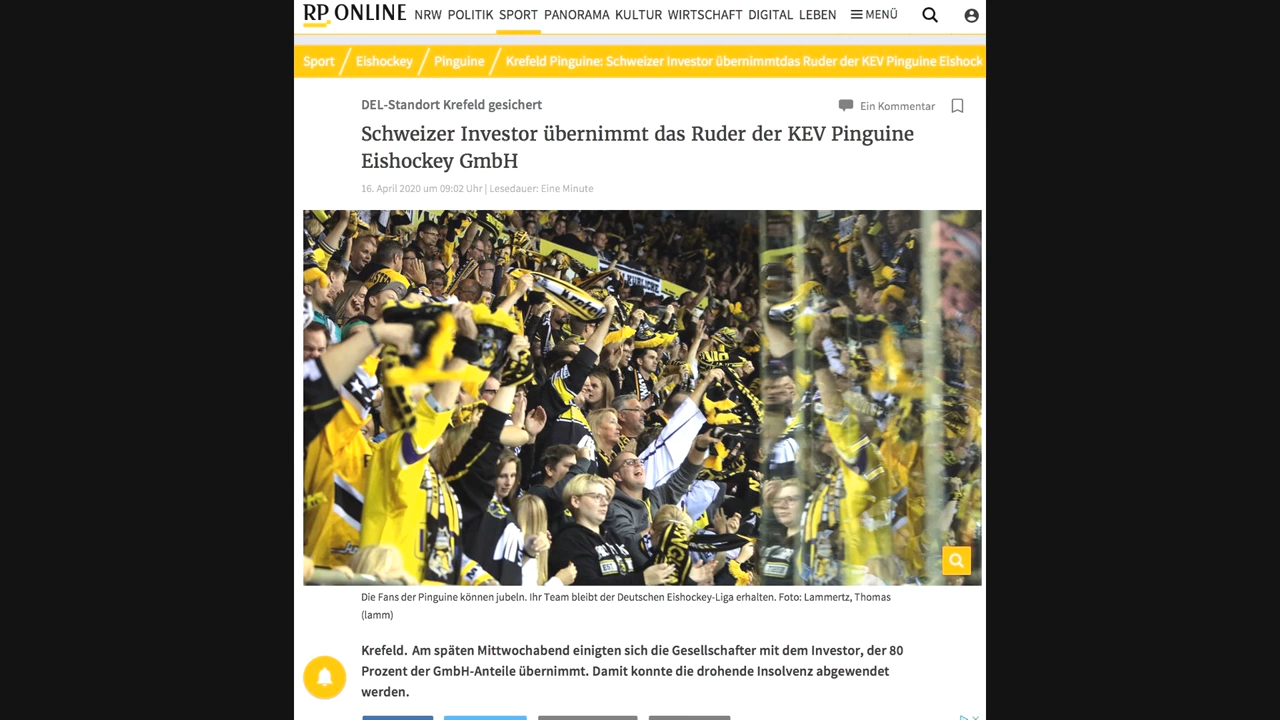 RP ONLINE NRW POLITIK SPORT PANORAMA KULTUR WIRTSCHAFT DIGITAL LEBEN MENÜ
Sport Eishockey Pinguine Krefeld Pinguine: Schweizer Investor übernimmtdas Ruder der KEV Pinguine Eishock
DEL-Standort Krefeld gesichert
Ein Kommentar
Schweizer Investor übernimmt das Ruder der KEV Pinguine
Eishockey GmbH
16. April 2020 um 09:02 Uhr | Lesedauer: Eine Minute
Krefeld
Die Fans der Pinguine können jubeln. Ihr Team bleibt der Deutschen Eishockey-Liga erhalten. Foto: Lammertz, Thomas
(lamm)
Krefeld. Am späten Mittwochabend einigten sich die Gesellschafter mit dem Investor, der 80
Prozent der GmbH-Anteile übernimmt. Damit konnte die drohende Insolvenz abgewendet
werden.